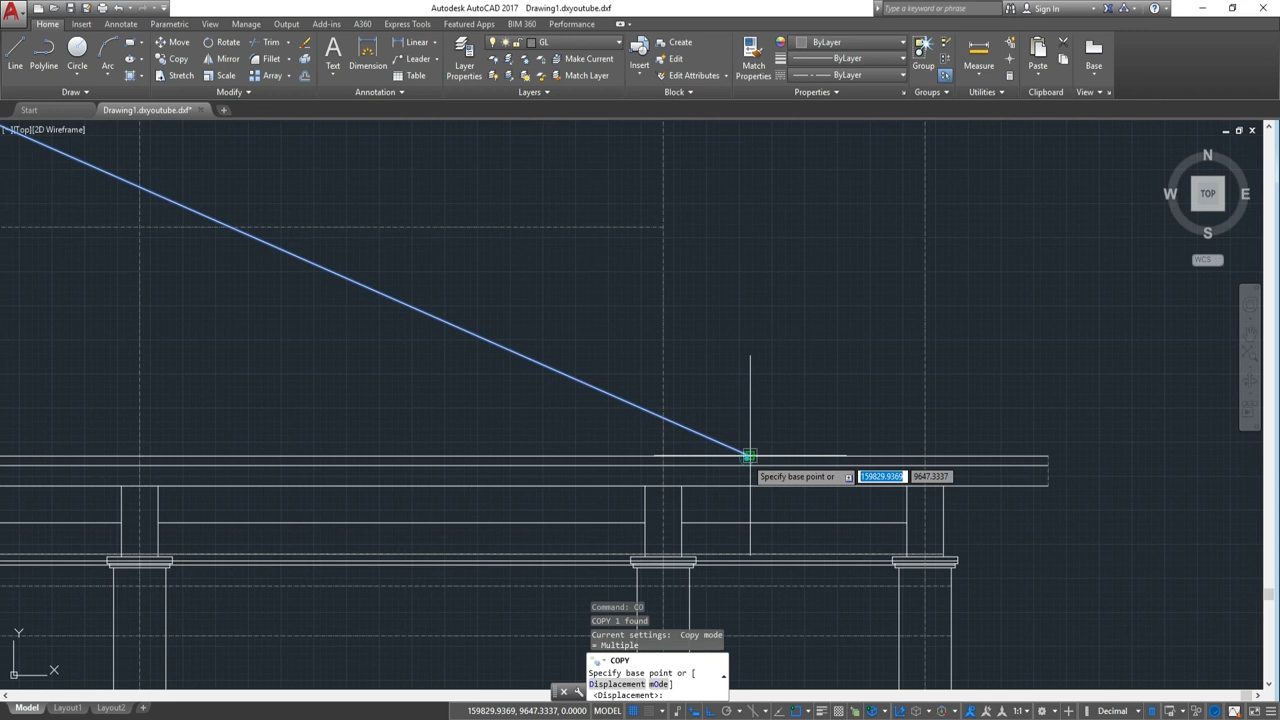 Autodesk AutoCAD 2017 Drawing1.dxyoutube.dxf
Type a keyword or phrase
Sign In
Home Insert Annotate Parametric View Manage Output Add-ins A360 Express Tools Featured Apps BIM 360 Performance
Line Polyline Circle Arc
Move Rotate Trim
Copy Mirror Fillet
Stretch Scale Array
Text Dimension
Linear
Leader
Table
Layer
Properties
GL
Make Current
Match Layer
Insert
Create
Edit
Edit Attributes
Match
Properties
ByLayer
ByLayer
ByLayer
Group
Measure
Paste
Base
Draw Modify Annotation Layers Block Properties Groups Utilities Clipboard View
Start Drawing1.dxyoutube.dxf*
[-][Top][2D Wireframe]
N
W TOP E
S
WCS
Specify base point or 159829.9369 9647.3337
Command: CO
COPY 1 found
Current settings: Copy mode
= Multiple
COPY
Specify base point or [
Displacement mOde]
<Displacement>:
Y
X
Model Layout1 Layout2
159829.9369, 9647.3337, 0.0000 MODEL
1:1
Decimal